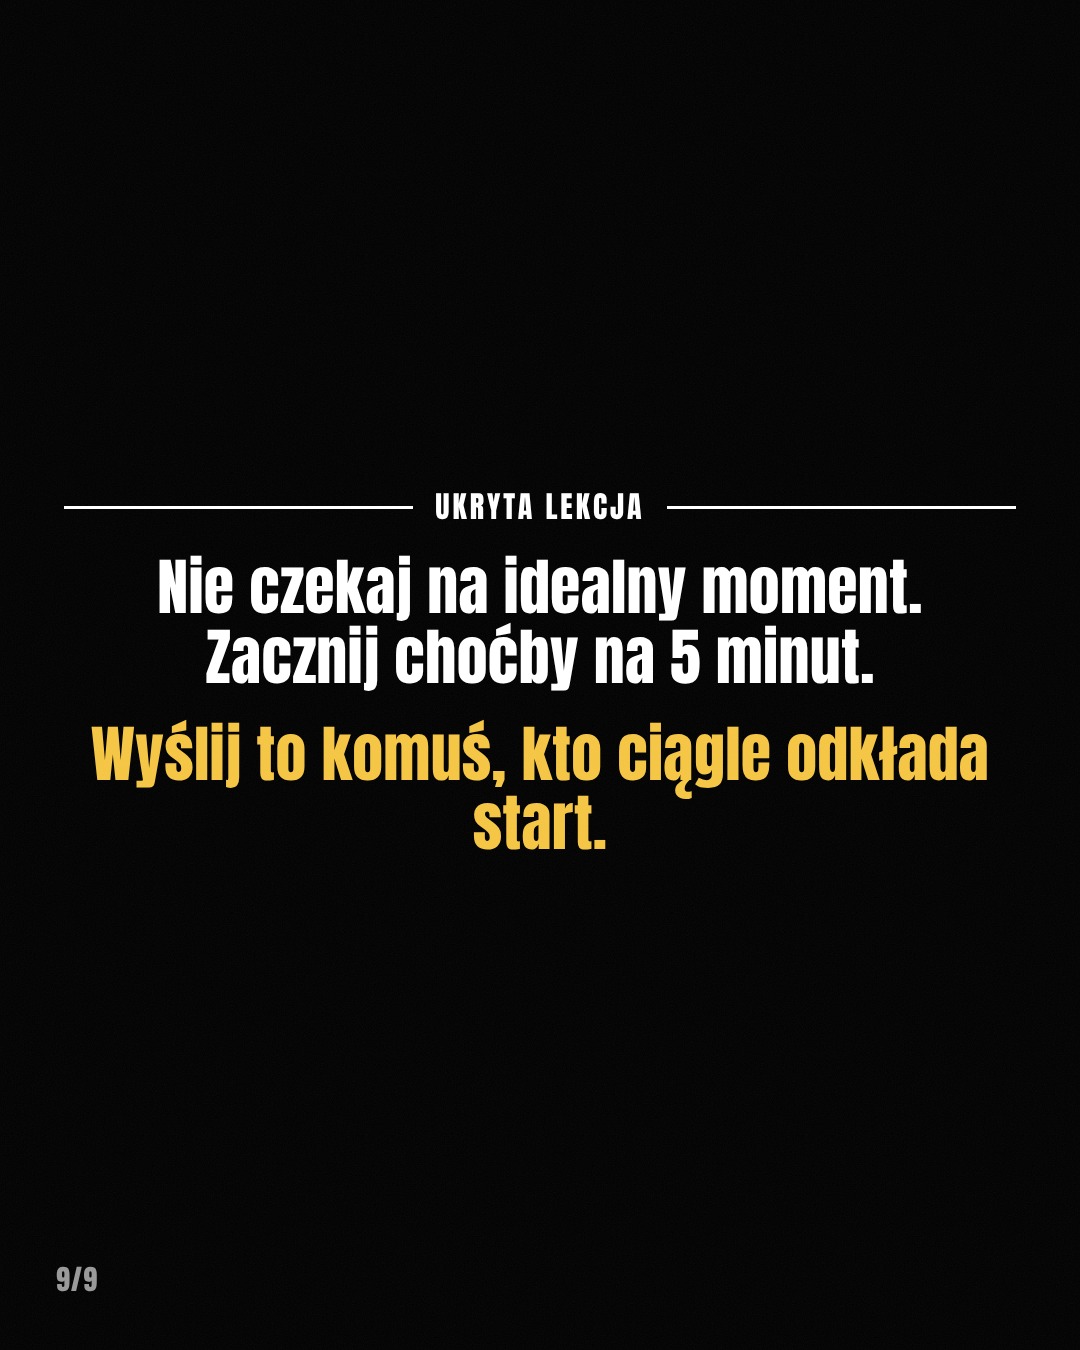 UKRYTA LEKCJA
Nie czekaj na idealny moment.
Zacznij choćby na 5 minut.
Wyślij to komuś, kto ciągle odkłada
start.
9/9